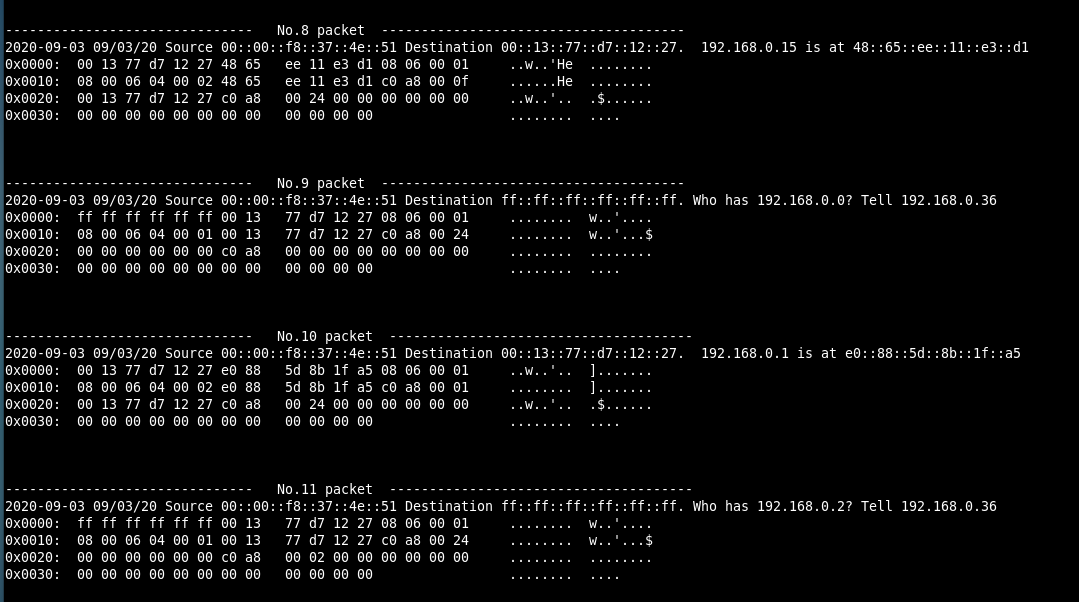 -------------------------------   No.8 packet  --------------------------------------
2020-09-03 09/03/20 Source 00::00::f8::37::4e::51 Destination 00::13::77::d7::12::27.  192.168.0.15 is at 48::65::ee::11::e3::d1
0x0000:  00 13 77 d7 12 27 48 65   ee 11 e3 d1 08 06 00 01     ..w..'He  ........
0x0010:  08 00 06 04 00 02 48 65   ee 11 e3 d1 c0 a8 00 0f     ......He  ........
0x0020:  00 13 77 d7 12 27 c0 a8   00 24 00 00 00 00 00 00     ..w..'..  .$......
0x0030:  00 00 00 00 00 00 00 00   00 00 00 00                 ........  ....
-------------------------------   No.9 packet  --------------------------------------
2020-09-03 09/03/20 Source 00::00::f8::37::4e::51 Destination ff::ff::ff::ff::ff::ff. Who has 192.168.0.0? Tell 192.168.0.36
0x0000:  ff ff ff ff ff ff 00 13   77 d7 12 27 08 06 00 01     ........  w..'....
0x0010:  08 00 06 04 00 01 00 13   77 d7 12 27 c0 a8 00 24     ........  w..'...$
0x0020:  00 00 00 00 00 00 c0 a8   00 00 00 00 00 00 00 00     ........  ........
0x0030:  00 00 00 00 00 00 00 00   00 00 00 00                 ........  ....
-------------------------------   No.10 packet  --------------------------------------
2020-09-03 09/03/20 Source 00::00::f8::37::4e::51 Destination 00::13::77::d7::12::27.  192.168.0.1 is at e0::88::5d::8b::1f::a5
0x0000:  00 13 77 d7 12 27 e0 88   5d 8b 1f a5 08 06 00 01     ..w..'..  ].......
0x0010:  08 00 06 04 00 02 e0 88   5d 8b 1f a5 c0 a8 00 01     ........  ].......
0x0020:  00 13 77 d7 12 27 c0 a8   00 24 00 00 00 00 00 00     ..w..'..  .$......
0x0030:  00 00 00 00 00 00 00 00   00 00 00 00                 ........  ....
-------------------------------   No.11 packet  --------------------------------------
2020-09-03 09/03/20 Source 00::00::f8::37::4e::51 Destination ff::ff::ff::ff::ff::ff. Who has 192.168.0.2? Tell 192.168.0.36
0x0000:  ff ff ff ff ff ff 00 13   77 d7 12 27 08 06 00 01     ........  w..'....
0x0010:  08 00 06 04 00 01 00 13   77 d7 12 27 c0 a8 00 24     ........  w..'...$
0x0020:  00 00 00 00 00 00 c0 a8   00 02 00 00 00 00 00 00     ........  ........
0x0030:  00 00 00 00 00 00 00 00   00 00 00 00                 ........  ....